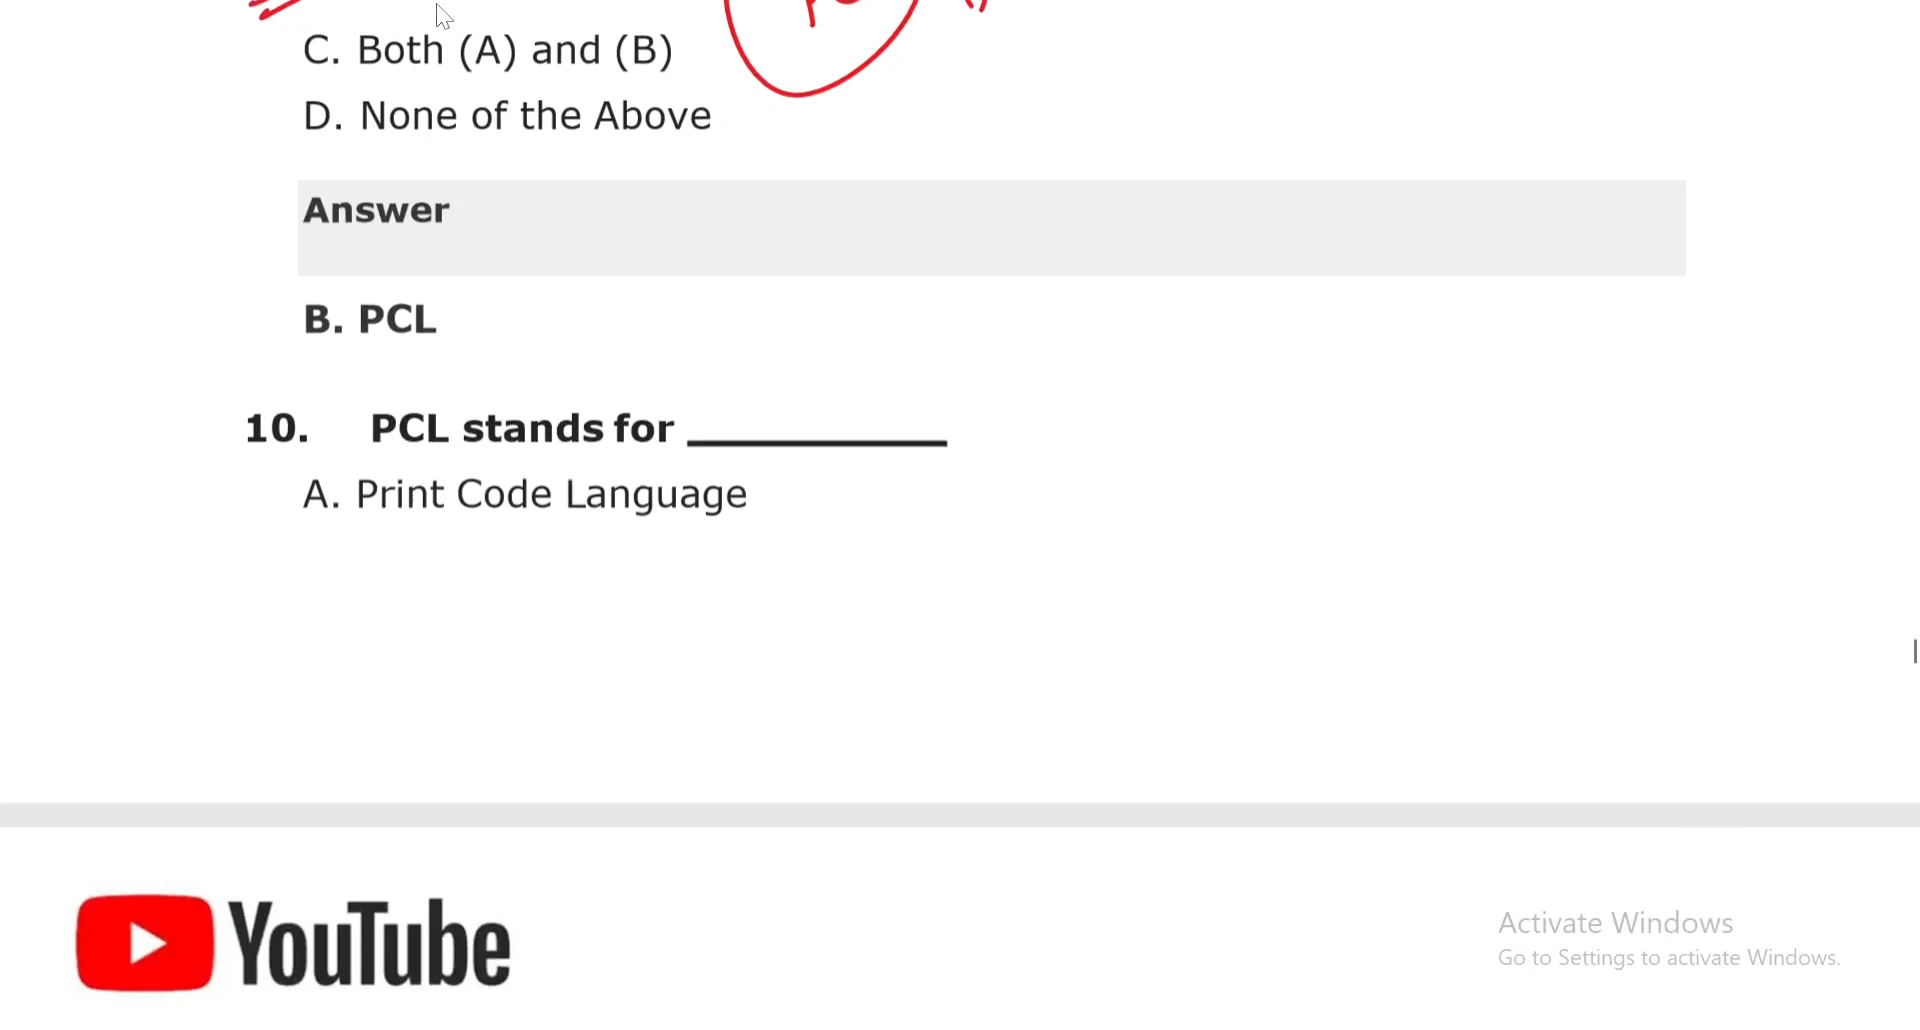 C. Both (A) and (B)
D. None of the Above
Answer
B. PCL
10. PCL stands for ____________
A. Print Code Language
YouTube
Activate Windows
Go to Settings to activate Windows.